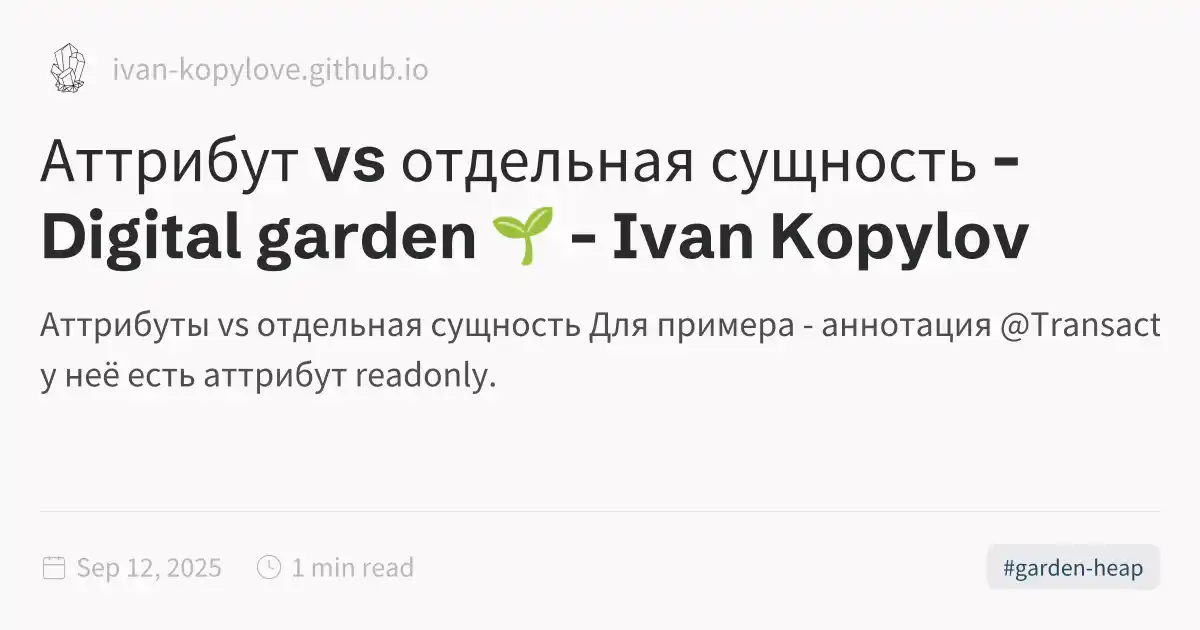 ivan-kopylove.github.io
Аттрибут vs отдельная сущность -
Digital garden 🌱 - Ivan Kopylov
Аттрибуты vs отдельная сущность Для примера - аннотация @Transact
у неё есть аттрибут readonly.
Sep 12, 2025
1 min read
#garden-heap